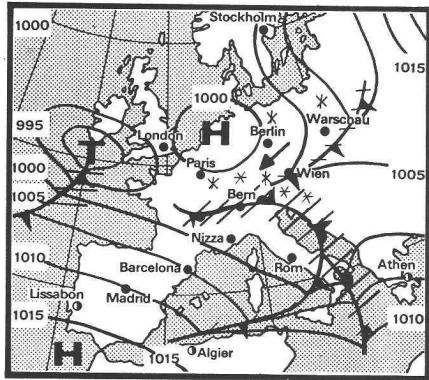 Stockholm
1000
1015
995
1000
London
H
Berlin
Warschau
T
1000
Paris
1005
Wien
1005
Bern
1010
Nizza
Barcelona
Rom
Athen
Lissabon
Madrid
1015
1010
H
1015
Algier